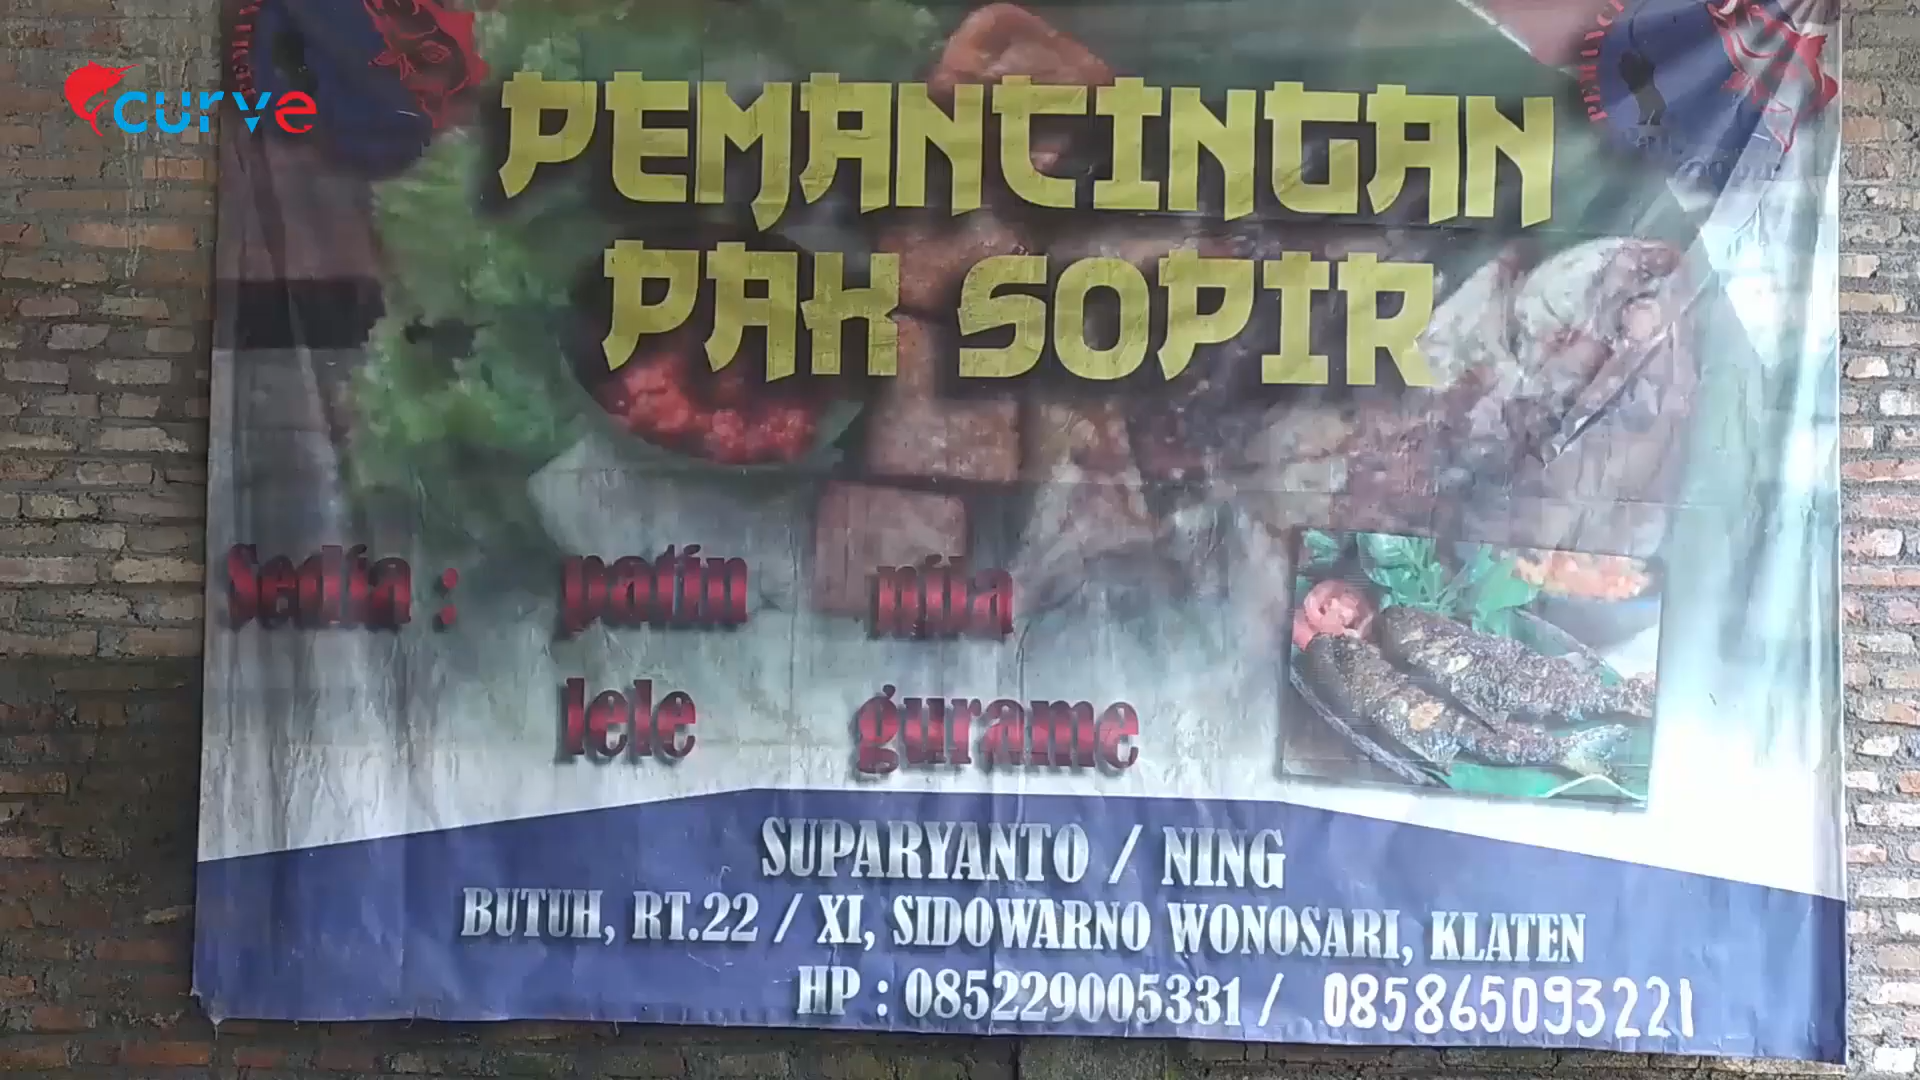 curve
PEMANCINGAN
PAK SOPIR
Sedia : patin nila
lele gurame
SUPARYANTO / NING
BUTUH, RT.22 / XI, SIDOWARNO WONOSARI, KLATEN
HP : 085229005331 / 085865093221